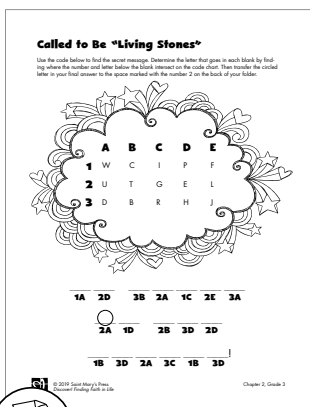 Called to Be "Living Stones"
Use the code below to find the secret message. Determine the letter that goes in each blank by find-
ing where the number and letter below the blank intersect on the code chart. Then transfer the circled
letter in your final answer to the space marked with the number 2 on the back of your folder.
A B C D E
1 W C I P F
2 U T G E L
3 D B R H J
1A 2D 3B 2A 1C 2E 3A
2A 1D 2B 3D 2D
1B 3D 2A 3C 1B 3D!
© 2019 Saint Mary's Press
Discover! Finding Faith in Life
Chapter 2, Grade 3